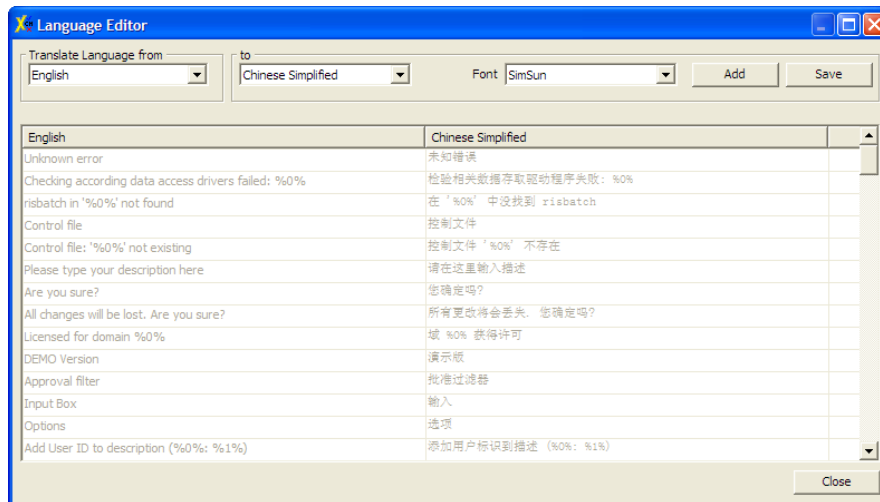 Language Editor
Translate Language from
to
English
Chinese Simplified
Font
SimSun
Add
Save
English
Chinese Simplified
Unknown error
未知错误
Checking according data access drivers failed: %0%
检验相关数据存取驱动程序失败: %0%
risbatch in '%0%' not found
在 '%0%' 中没找到 risbatch
Control file
控制文件
Control file: '%0%' not existing
控制文件 '%0%' 不存在
Please type your description here
请在这里输入描述
Are you sure?
您确定吗?
All changes will be lost. Are you sure?
所有更改将会丢失. 您确定吗?
Licensed for domain %0%
域 %0% 获得许可
DEMO Version
演示版
Approval filter
批准过滤器
Input Box
输入
Options
选项
Add User ID to description (%0%: %1%)
添加用户标识到描述 (%0%: %1%)
Close